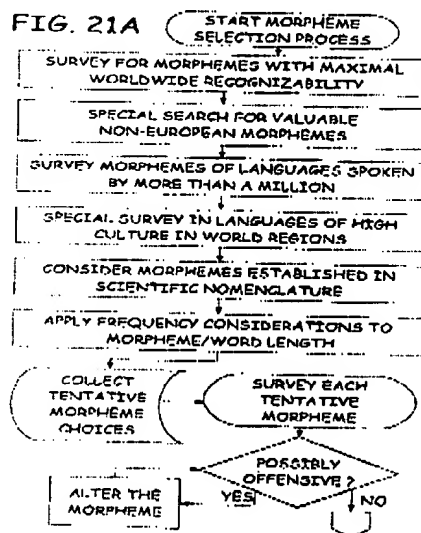 FIG. 21A
START MORPHEME
SELECTION PROCESS
SURVEY FOR MORPHEMES WITH MAXIMAL
WORLDWIDE RECOGNIZABILITY
SPECIAL SEARCH FOR VALUABLE
NON-EUROPEAN MORPHEMES
SURVEY MORPHEMES OF LANGUAGES SPOKEN
BY MORE THAN A MILLION
SPECIAL SURVEY IN LANGUAGES OF HIGH
CULTURE IN WORLD REGIONS
CONSIDER MORPHEMES ESTABLISHED IN
SCIENTIFIC NOMENCLATURE
APPLY FREQUENCY CONSIDERATIONS TO
MORPHEME/WORD LENGTH
COLLECT
TENTATIVE
MORPHEME
CHOICES
SURVEY EACH
TENTATIVE
MORPHEME
POSSIBLY
OFFENSIVE ?
YES
NO
ALTER THE
MORPHEME